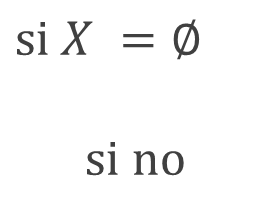 si X = ∅
si no